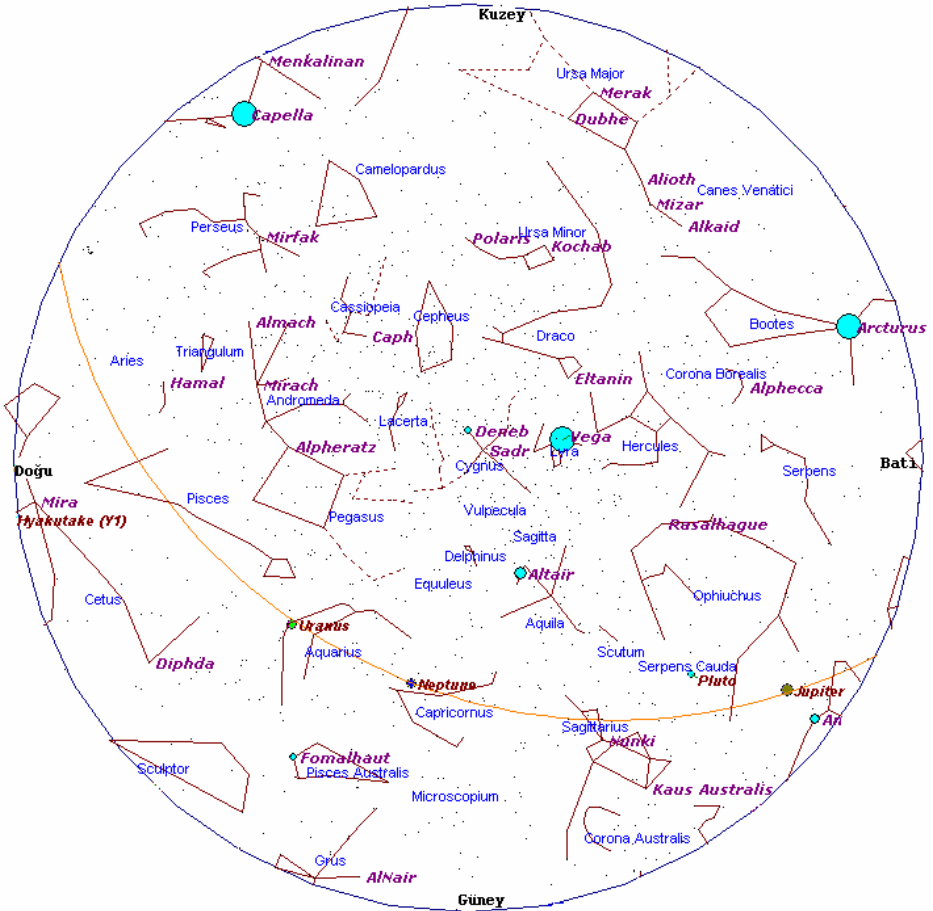 Kuzey
Menkalinan
Ursa Major
Merak
Capella
Dubhe
Camelopardus
Alioth
Canes Venatici
Mizar
Perseus
Alkaid
Mirfak
Polaris
Ursa Minor
Kochab
Cassiopeia
Cepheus
Almach
Bootes
Arcturus
Caph
Draco
Triangulum
Aries
Hamal
Mirach
Eltanin
Corona Borealis
Alphecca
Andromeda
Lacerta
Deneb
Vega
Alpheratz
Sadr
Lyra
Hercules
Doğu
Cygnus
Bati
Serpens
Mira
Pisces
Vulpecula
Hyakutake (Y1)
Pegasus
Rasalhague
Sagitta
Delphinus
Altair
Equuleus
Cetus
Ophiuchus
Uranus
Aquila
Aquarius
Scutum
Diphda
Serpens Cauda
Neptune
Pluto
Jupiter
Capricornus
An
Sagittarius
Nunki
Fomalhaut
Sculptor
Pisces Australis
Kaus Australis
Microscopium
Corona Australis
Grus
AlNair
Güney